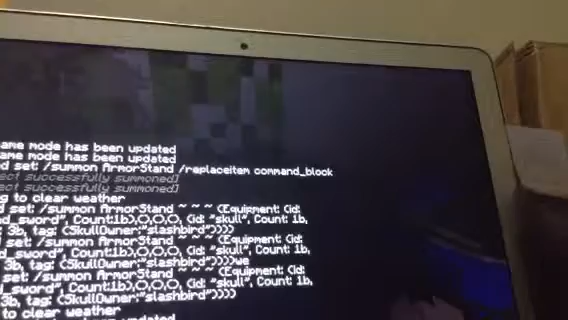 ame mode has been updated
ame mode has been updated
d set: /summon ArmorStand /replaceitem command_block
ect successfully summoned]
ect successfully summoned]
g to clear weather
d set: /summon ArmorStand ~ ~ ~ {Equipment: {id:
d_sword", Count:1b},0,0,0, {id: "skull", Count: 1b,
3b, tag: {SkullOwner:"slashbird"}}}}
set: /summon ArmorStand ~ ~ ~ {Equipment: {id:
d_sword", Count:1b},0,0,0, {id: "skull", Count: 1b,
3b, tag: {SkullOwner:"slashbird"}}}}we
set: /summon ArmorStand ~ ~ ~ {Equipment: {id:
d_sword", Count:1b},0,0,0, {id: "skull", Count: 1b,
3b, tag: {SkullOwner:"slashbird"}}}}
to clear weather